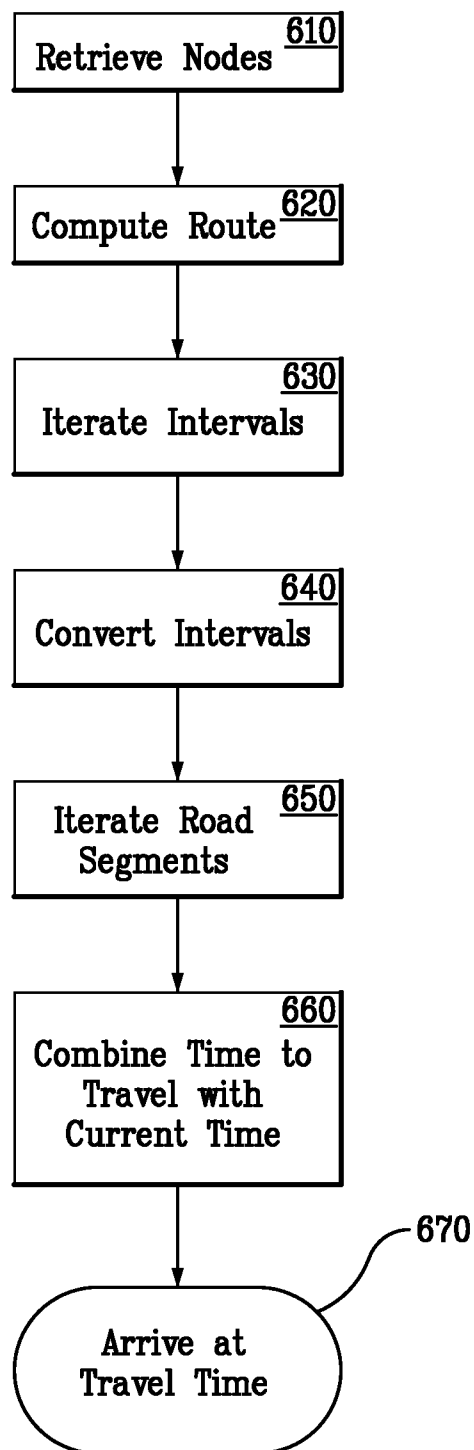 610
Retrieve Nodes
620
Compute Route
630
Iterate Intervals
640
Convert Intervals
650
Iterate Road
Segments
660
Combine Time to
Travel with
Current Time
670
Arrive at
Travel Time